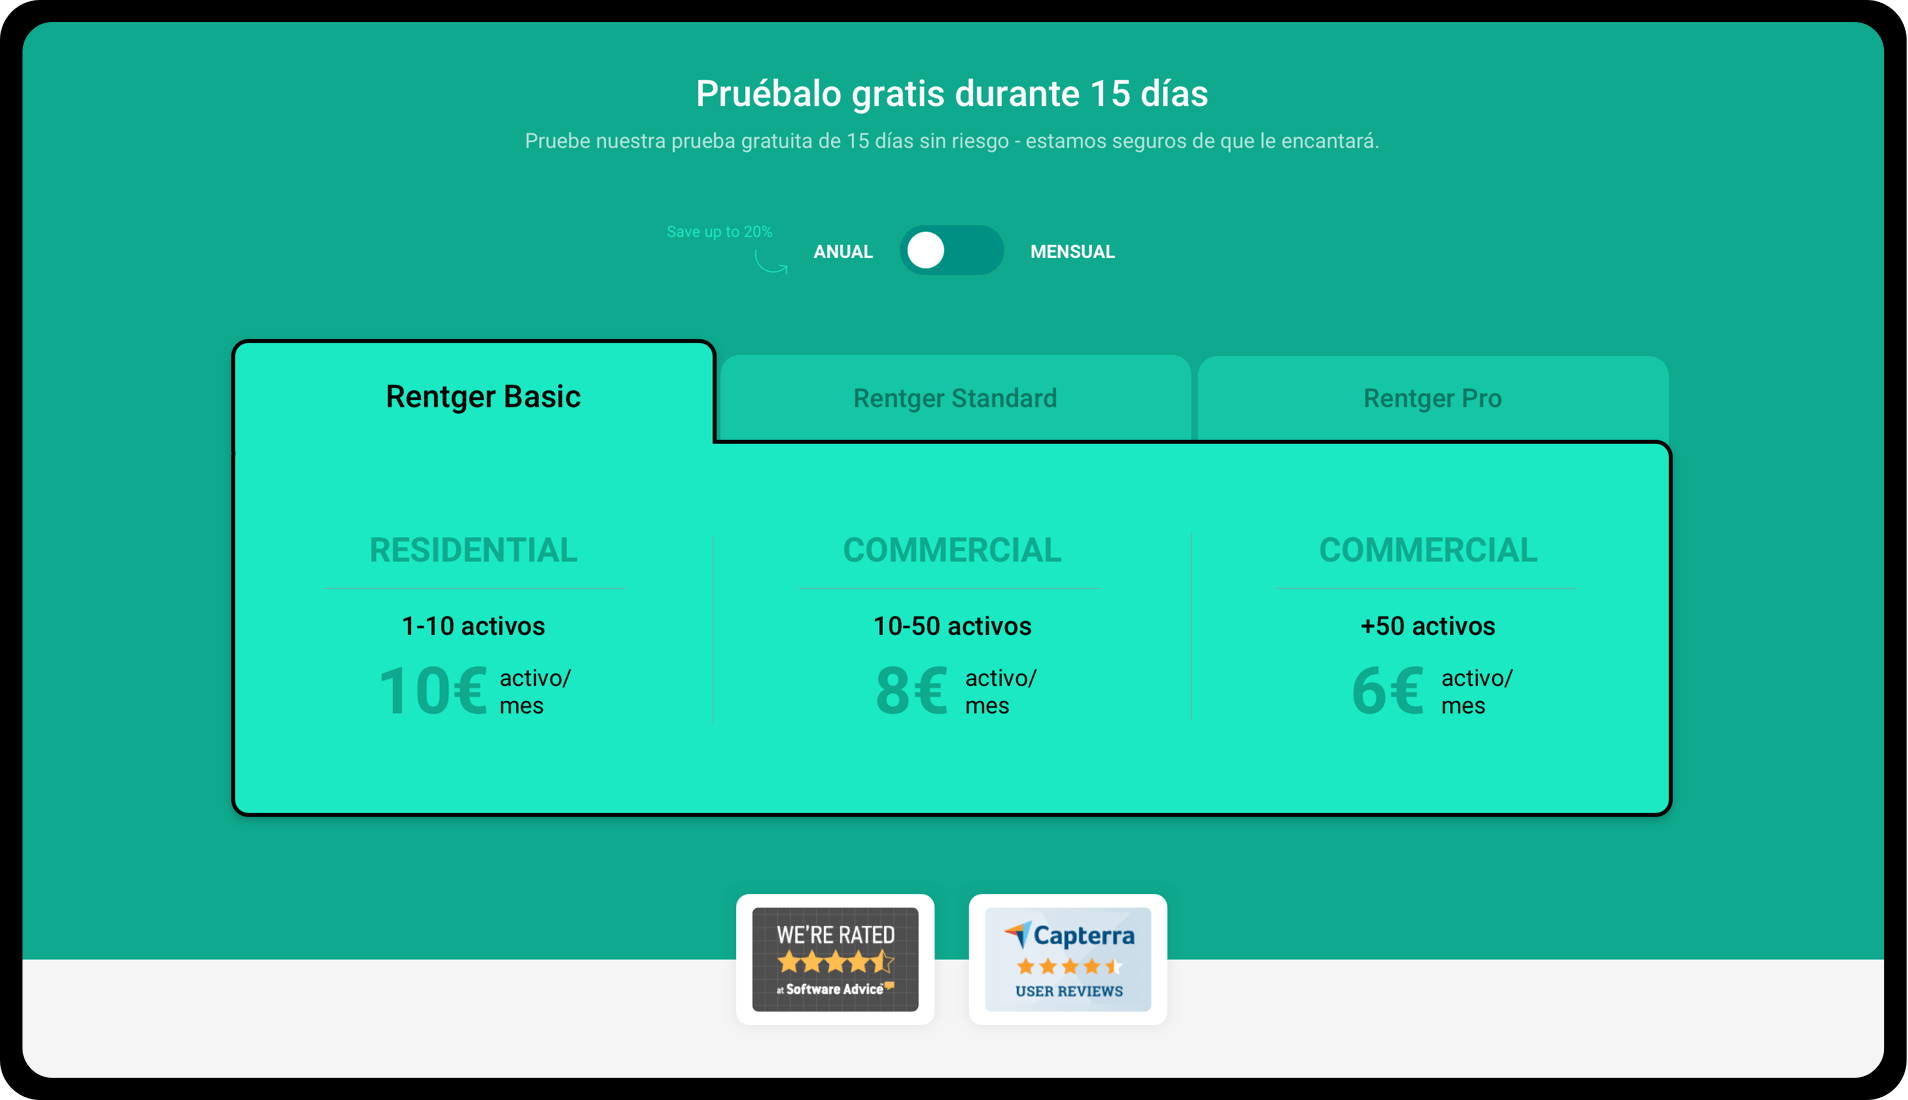 Pruébalo gratis durante 15 días
Pruebe nuestra prueba gratuita de 15 días sin riesgo - estamos seguros de que le encantará.
Save up to 20%
ANUAL
MENSUAL
Rentger Basic
Rentger Standard
Rentger Pro
RESIDENTIAL
1-10 activos
10€ activo/
mes
COMMERCIAL
10-50 activos
8€ activo/
mes
COMMERCIAL
+50 activos
6€ activo/
mes
WE'RE RATED
at Software Advice
Capterra
USER REVIEWS